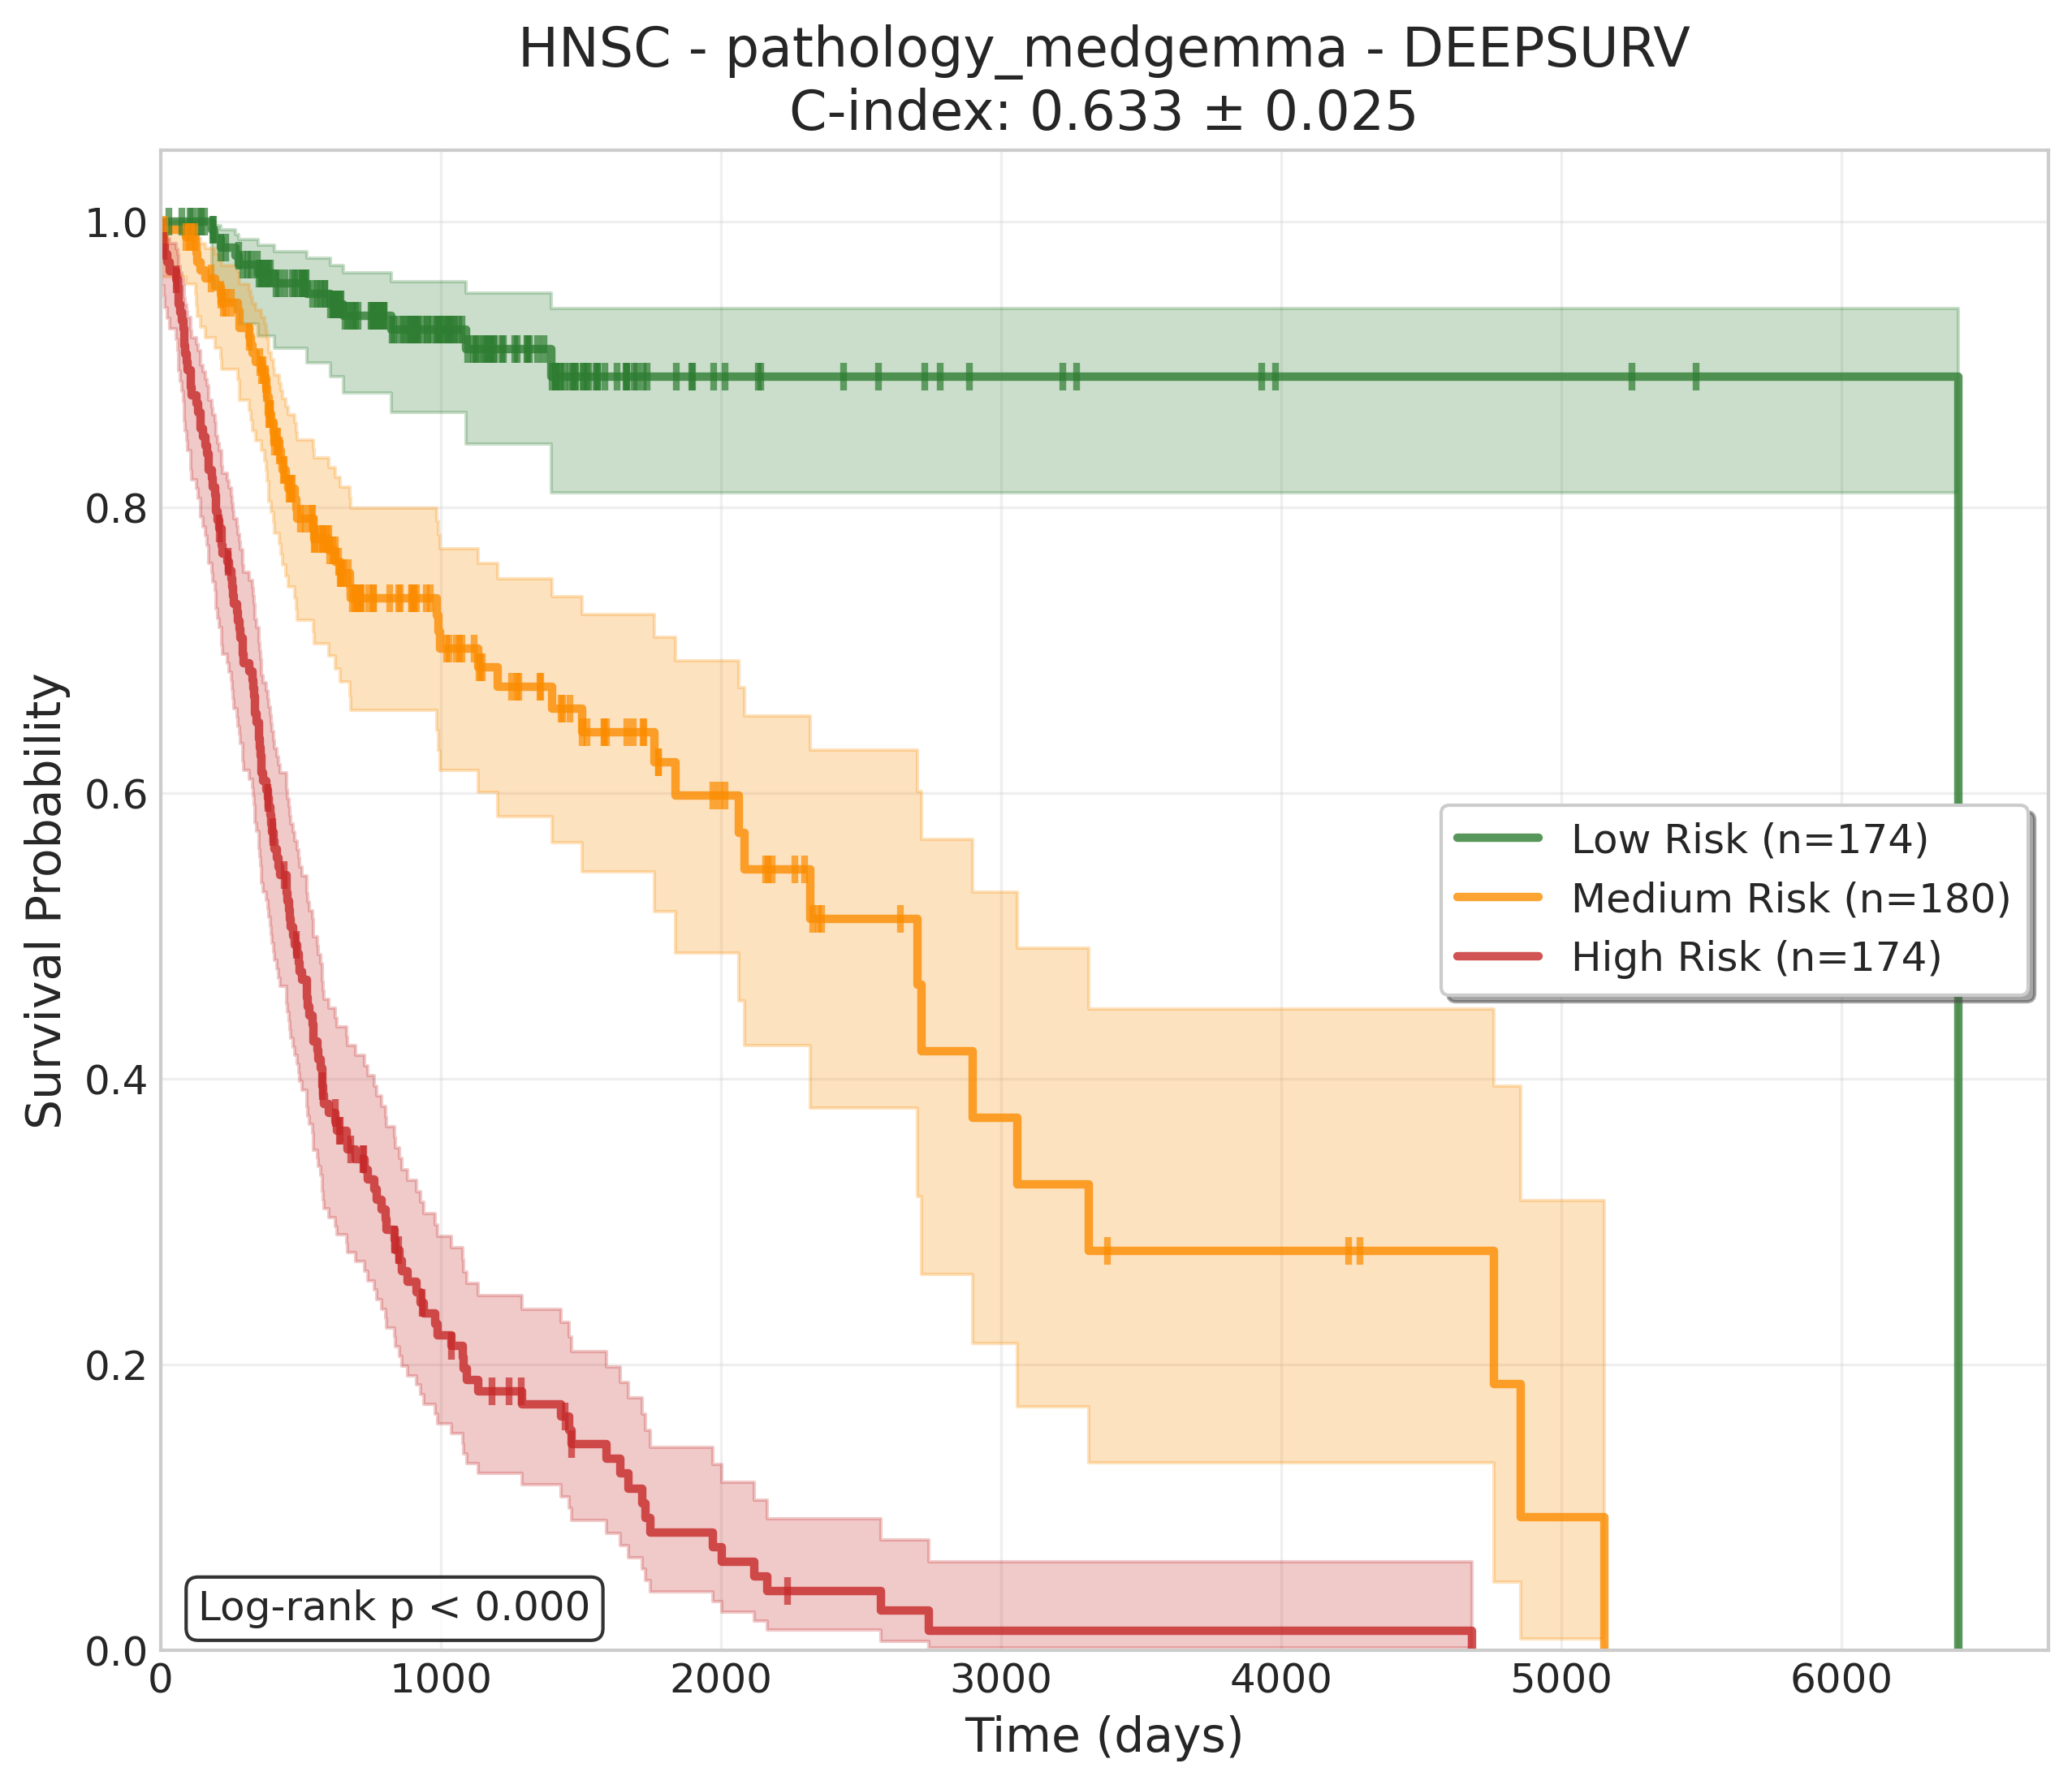 HNSC - pathology_medgemma - DEEPSURV
C-index: 0.633 ± 0.025
Survival Probability
1.0
0.8
0.6
0.4
0.2
0.0
Low Risk (n=174)
Medium Risk (n=180)
High Risk (n=174)
Log-rank p < 0.000
0 1000 2000 3000 4000 5000 6000
Time (days)